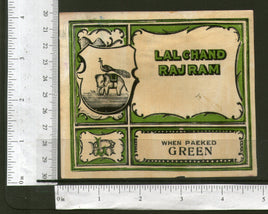 LAL CHAND
RAJ RAM
WHEN PACKED
GREEN